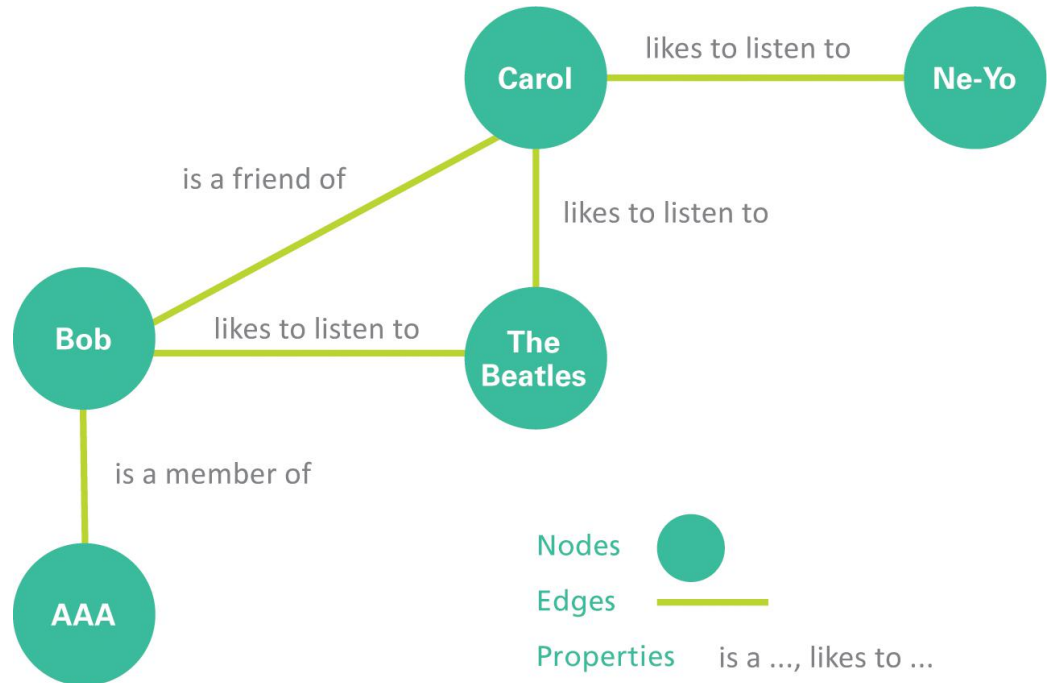 Carol
likes to listen to
Ne-Yo
is a friend of
likes to listen to
Bob
likes to listen to
The
Beatles
is a member of
AAA
Nodes
Edges
Properties is a ..., likes to ...